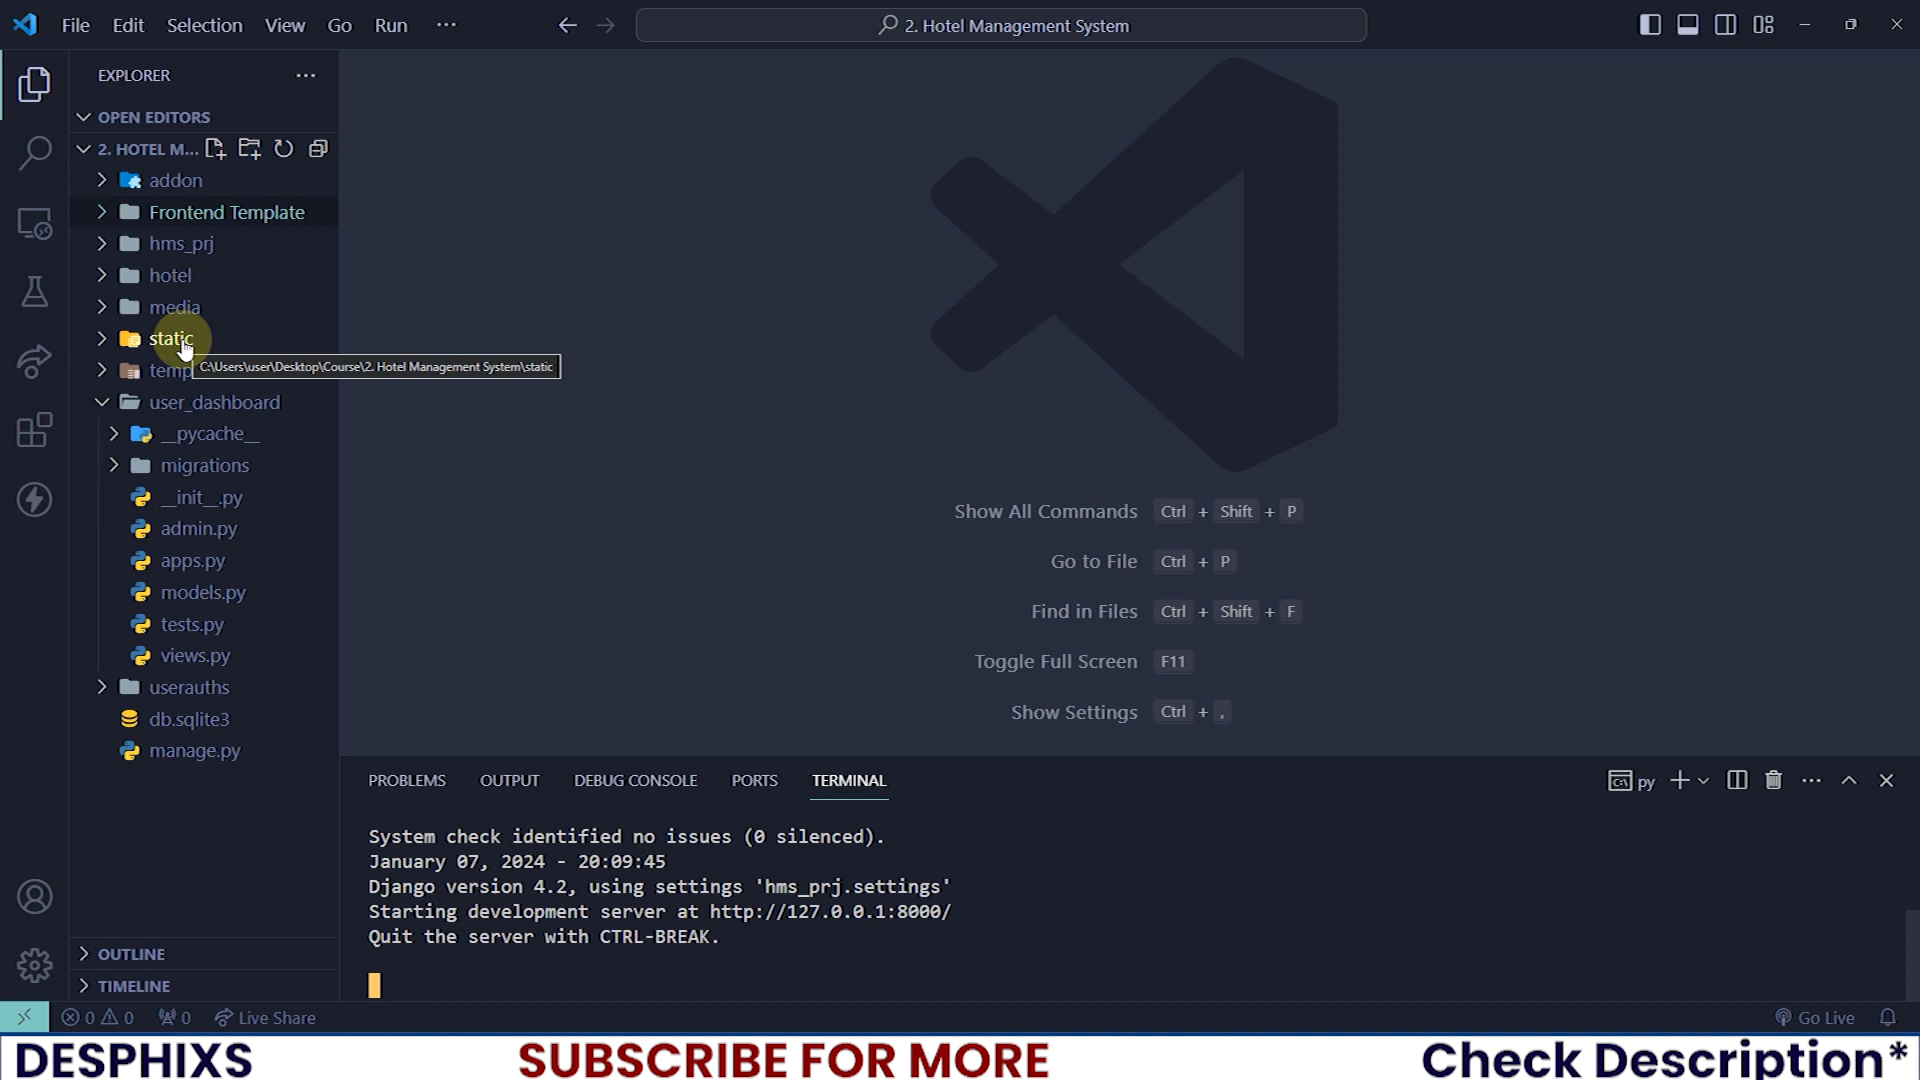 File Edit Selection View Go Run ...
2. Hotel Management System
EXPLORER
OPEN EDITORS
2. HOTEL M...
addon
Frontend Template
hms_prj
hotel
media
static
C:\Users\user\Desktop\Course\2. Hotel Management System\static
temp
user_dashboard
__pycache__
migrations
__init__.py
admin.py
apps.py
models.py
tests.py
views.py
userauths
db.sqlite3
manage.py
OUTLINE
TIMELINE
Show All Commands Ctrl + Shift + P
Go to File Ctrl + P
Find in Files Ctrl + Shift + F
Toggle Full Screen F11
Show Settings Ctrl + ,
PROBLEMS OUTPUT DEBUG CONSOLE PORTS TERMINAL
py
System check identified no issues (0 silenced).
January 07, 2024 - 20:09:45
Django version 4.2, using settings 'hms_prj.settings'
Starting development server at http://127.0.0.1:8000/
Quit the server with CTRL-BREAK.
0 0 0 Live Share Go Live
DESPHIXS SUBSCRIBE FOR MORE Check Description*